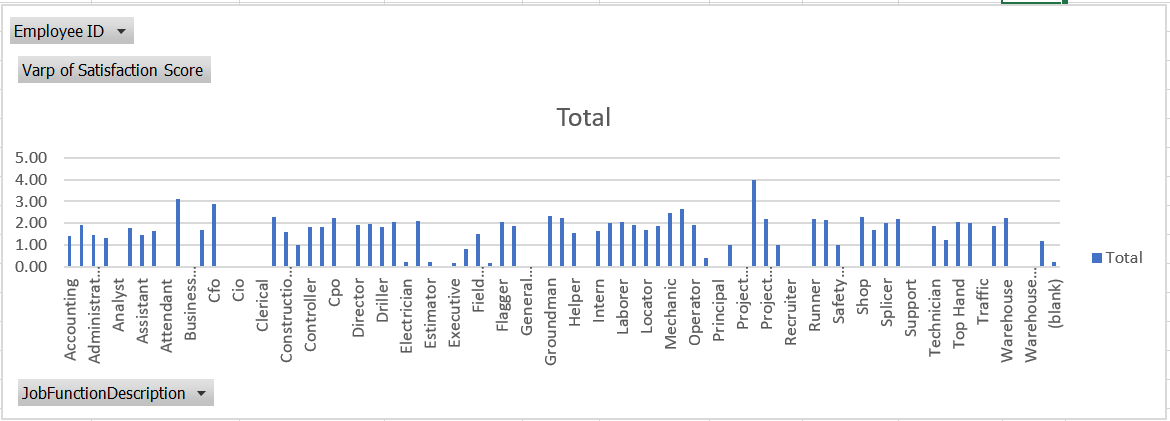 Employee ID
Varp of Satisfaction Score
Total
5.00
4.00
3.00
2.00
1.00
0.00
Accounting
Administrat...
Analyst
Assistant
Attendant
Business...
Cfo
Cio
Clerical
Constructio...
Controller
Cpo
Director
Driller
Electrician
Estimator
Executive
Field...
Flagger
General...
Groundman
Helper
Intern
Laborer
Locator
Mechanic
Operator
Principal
Project...
Project...
Recruiter
Runner
Safety...
Shop
Splicer
Support
Technician
Top Hand
Traffic
Warehouse
Warehouse...
(blank)
Total
JobFunctionDescription